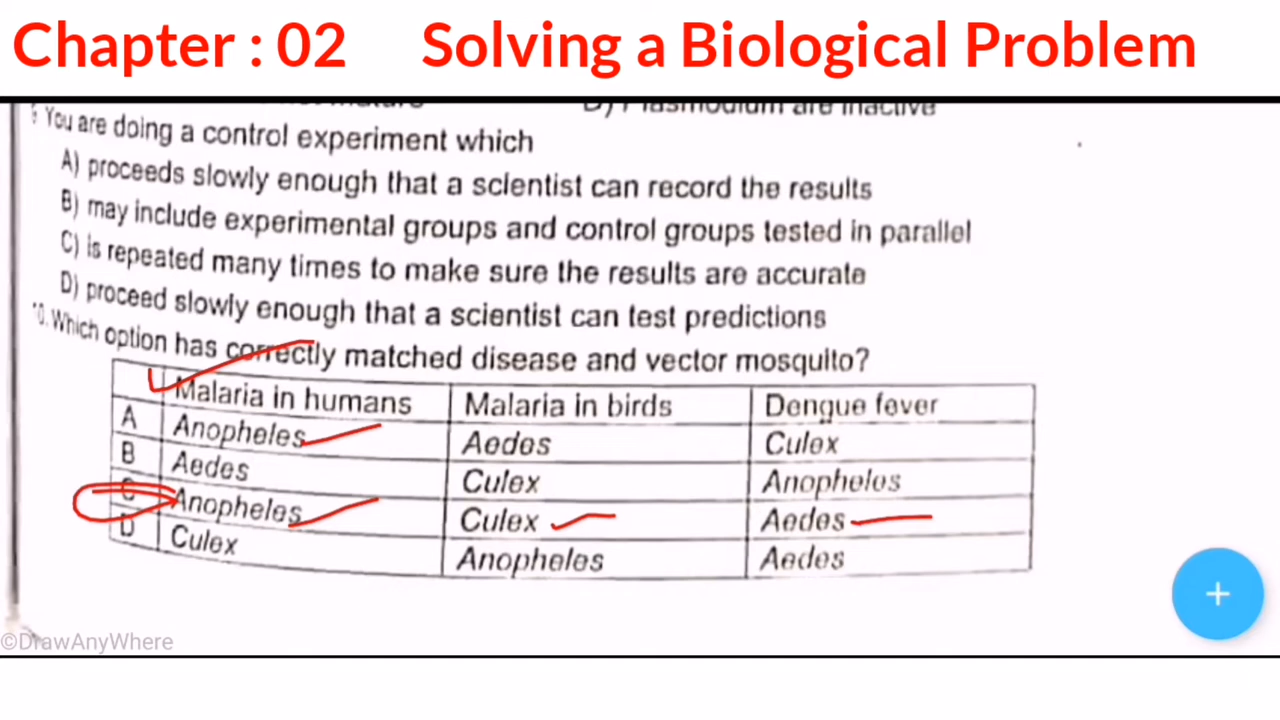 Chapter : 02 Solving a Biological Problem
D) Plasmodium are inactive
You are doing a control experiment which
A) proceeds slowly enough that a scientist can record the results
B) may include experimental groups and control groups tested in parallel
C) is repeated many times to make sure the results are accurate
D) proceed slowly enough that a scientist can test predictions
10. Which option has correctly matched disease and vector mosquito?
Malaria in humans Malaria in birds Dengue fever
A Anopheles Aedes Culex
B Aedes Culex Anopheles
C Anopheles Culex Aedes
D Culex Anopheles Aedes
©DrawAnyWhere